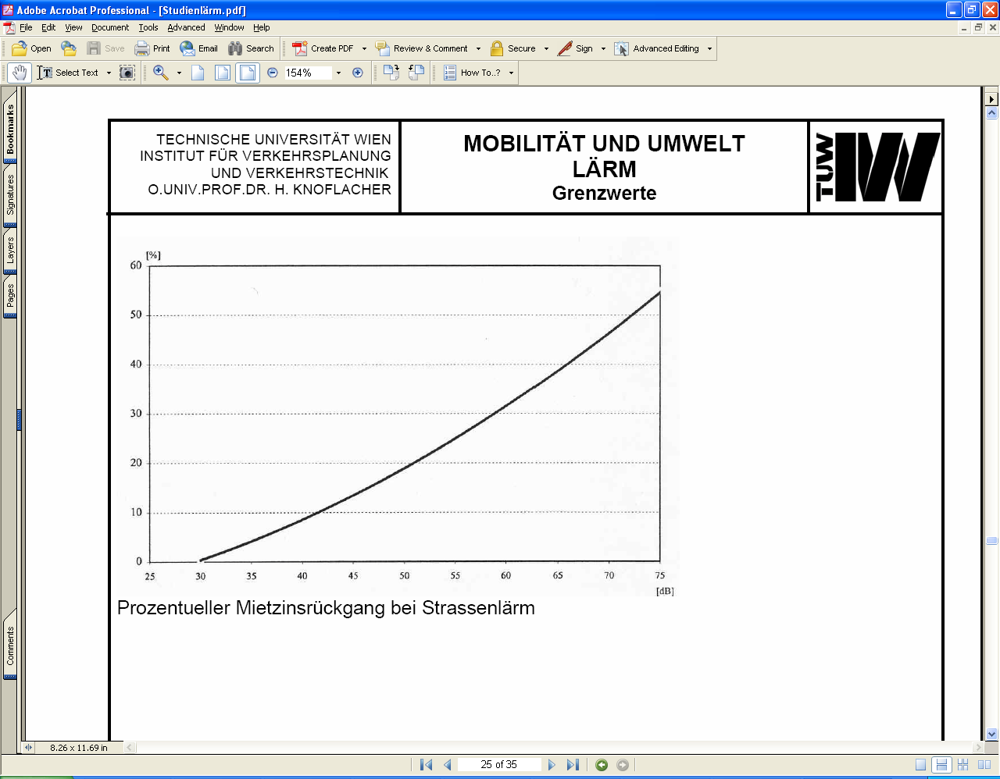 Adobe Acrobat Professional - [Studienlärm.pdf]
File Edit View Document Tools Advanced Window Help
Open Save Print Email Search Create PDF Review & Comment Secure Sign Advanced Editing
Select Text 154% How To..?
Bookmarks
Signatures
Layers
Pages
Comments
TECHNISCHE UNIVERSITÄT WIEN
INSTITUT FÜR VERKEHRSPLANUNG
UND VERKEHRSTECHNIK
O.UNIV.PROF.DR. H. KNOFLACHER
MOBILITÄT UND UMWELT
LÄRM
Grenzwerte
TUW
IVV
[%]
60
50
40
30
20
10
0
25 30 35 40 45 50 55 60 65 70 75
[dB]
Prozentueller Mietzinsrückgang bei Strassenlärm
8.26 x 11.69 in
25 of 35